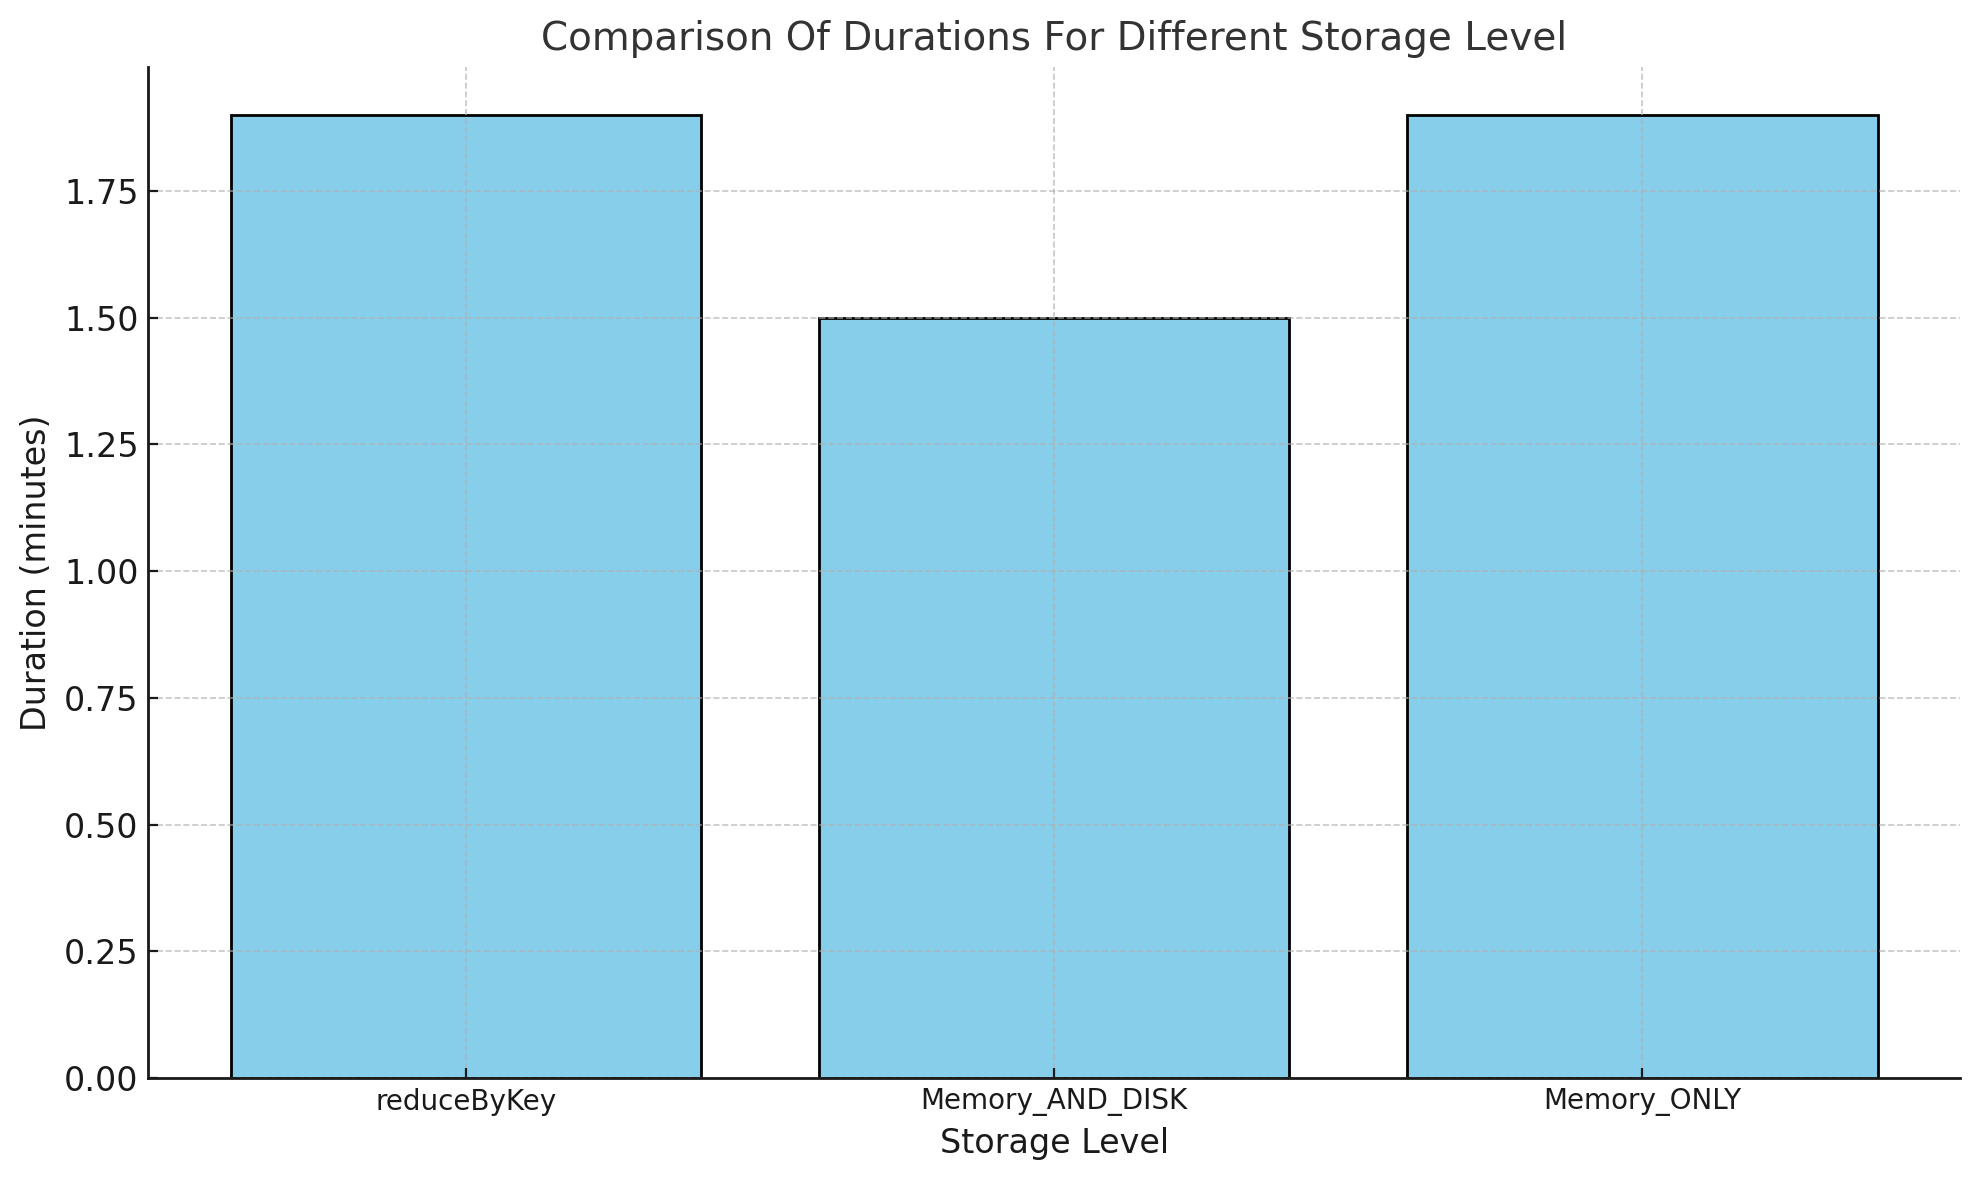 Comparison Of Durations For Different Storage Level
Duration (minutes)
1.75
1.50
1.25
1.00
0.75
0.50
0.25
0.00
reduceByKey
Memory_AND_DISK
Memory_ONLY
Storage Level